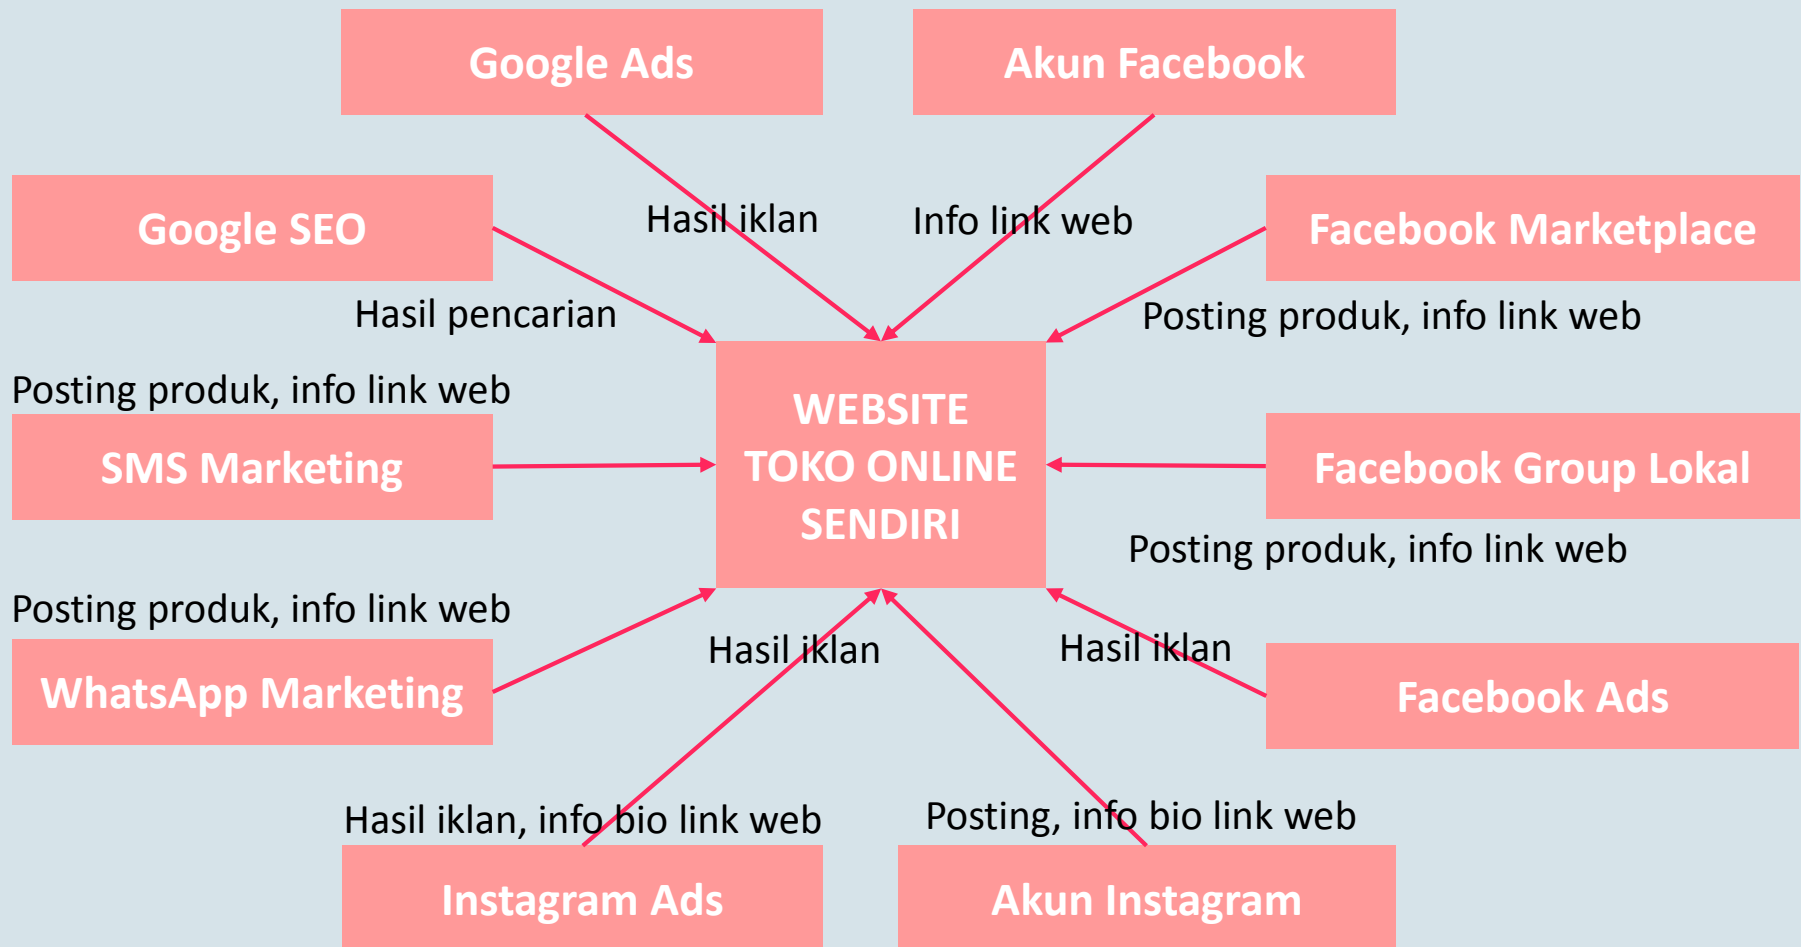 Google Ads
Akun Facebook
Google SEO
Hasil iklan
Info link web
Facebook Marketplace
Hasil pencarian
Posting produk, info link web
Posting produk, info link web
SMS Marketing
WEBSITE
TOKO ONLINE
SENDIRI
Facebook Group Lokal
Posting produk, info link web
Posting produk, info link web
WhatsApp Marketing
Hasil iklan
Hasil iklan
Facebook Ads
Hasil iklan, info bio link web
Posting, info bio link web
Instagram Ads
Akun Instagram